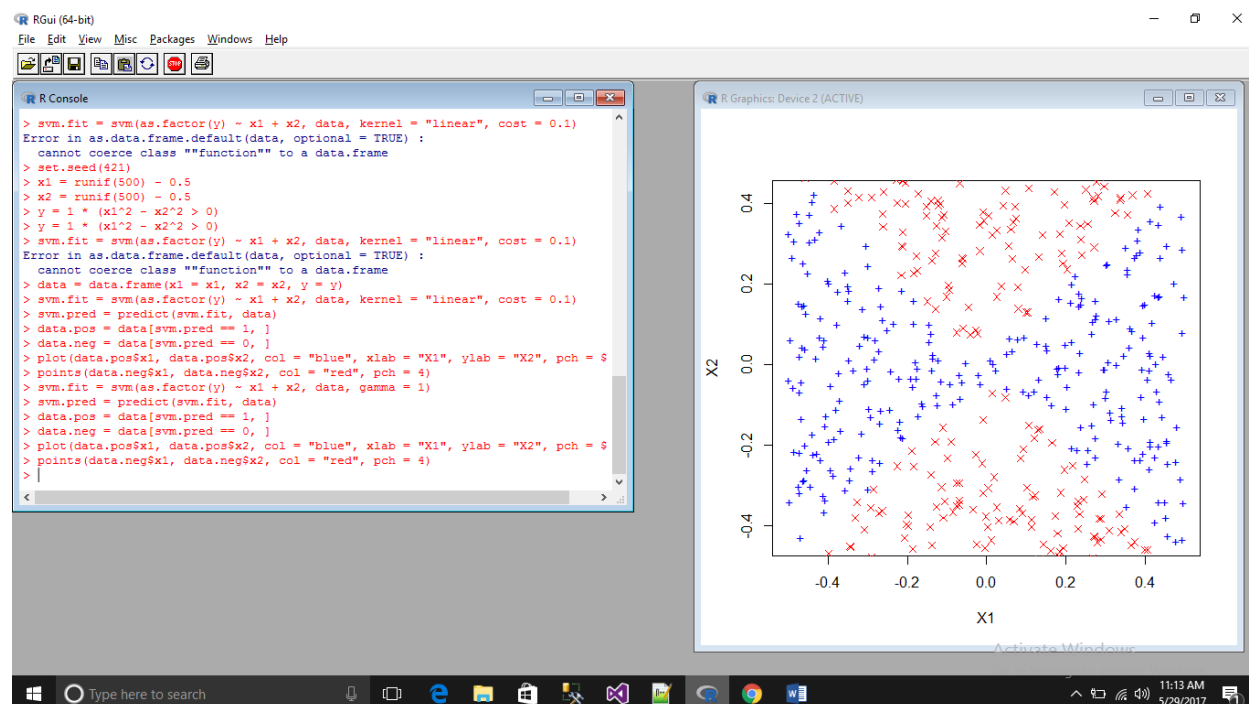 RGui (64-bit)
File Edit View Misc Packages Windows Help
STOP
R Console
> svm.fit = svm(as.factor(y) ~ x1 + x2, data, kernel = "linear", cost = 0.1)
Error in as.data.frame.default(data, optional = TRUE) :
  cannot coerce class ""function"" to a data.frame
> set.seed(421)
> x1 = runif(500) - 0.5
> x2 = runif(500) - 0.5
> y = 1 * (x1^2 - x2^2 > 0)
> y = 1 * (x1^2 - x2^2 > 0)
> svm.fit = svm(as.factor(y) ~ x1 + x2, data, kernel = "linear", cost = 0.1)
Error in as.data.frame.default(data, optional = TRUE) :
  cannot coerce class ""function"" to a data.frame
> data = data.frame(x1 = x1, x2 = x2, y = y)
> svm.fit = svm(as.factor(y) ~ x1 + x2, data, kernel = "linear", cost = 0.1)
> svm.pred = predict(svm.fit, data)
> data.pos = data[svm.pred == 1, ]
> data.neg = data[svm.pred == 0, ]
> plot(data.pos$x1, data.pos$x2, col = "blue", xlab = "X1", ylab = "X2", pch = $
> points(data.neg$x1, data.neg$x2, col = "red", pch = 4)
> svm.fit = svm(as.factor(y) ~ x1 + x2, data, gamma = 1)
> svm.pred = predict(svm.fit, data)
> data.pos = data[svm.pred == 1, ]
> data.neg = data[svm.pred == 0, ]
> plot(data.pos$x1, data.pos$x2, col = "blue", xlab = "X1", ylab = "X2", pch = $
> points(data.neg$x1, data.neg$x2, col = "red", pch = 4)
>
R Graphics: Device 2 (ACTIVE)
0.4
0.2
0.0
-0.2
-0.4
X2
-0.4 -0.2 0.0 0.2 0.4
X1
Activate Windows
Type here to search
11:13 AM
5/29/2017